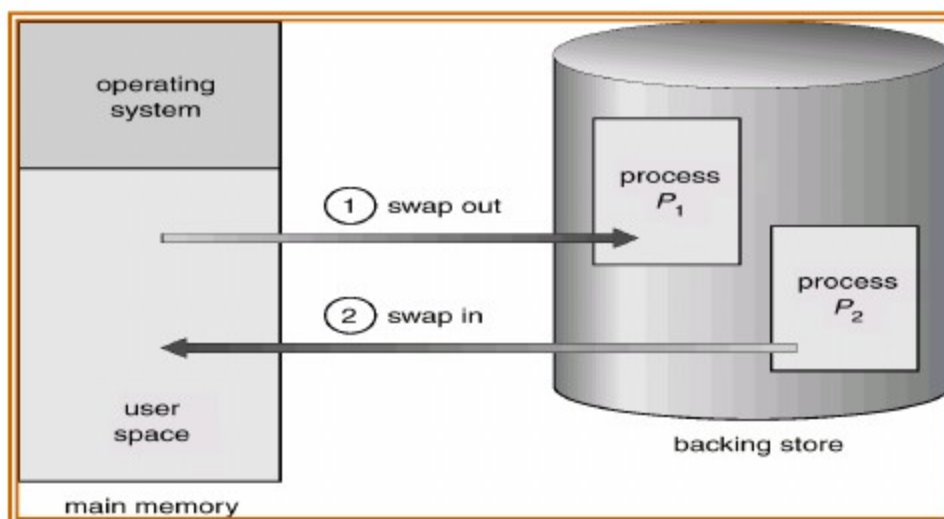 operating
system
1 swap out
process
P1
2 swap in
process
P2
user
space
backing store
main memory